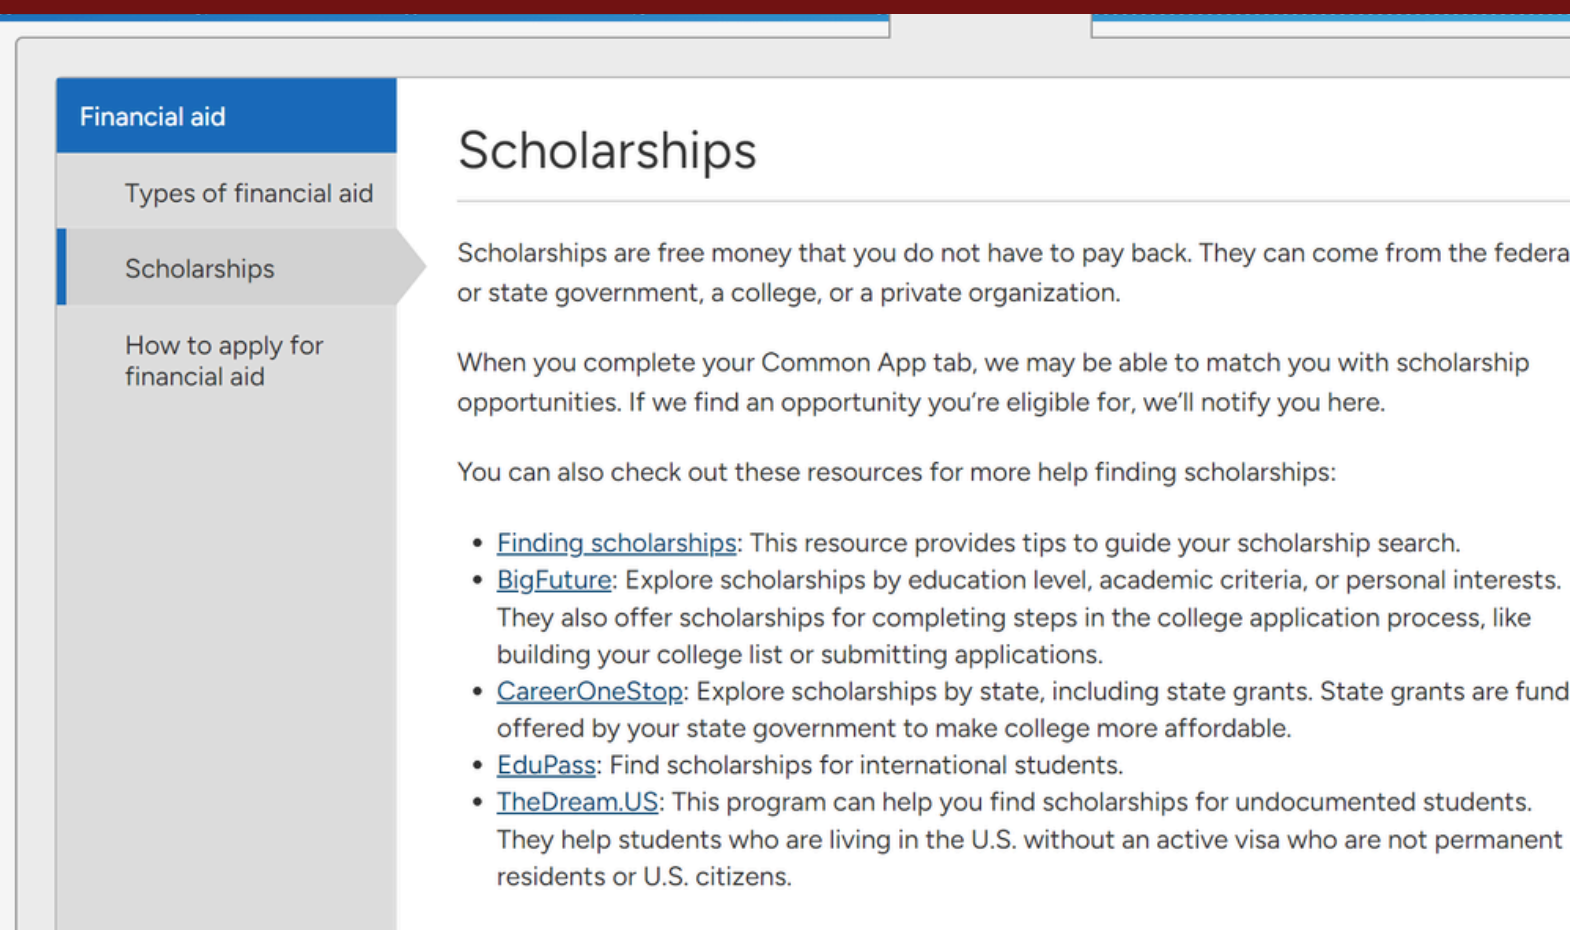 Financial aid
Types of financial aid
Scholarships
How to apply for
financial aid
Scholarships
Scholarships are free money that you do not have to pay back. They can come from the federa
or state government, a college, or a private organization.
When you complete your Common App tab, we may be able to match you with scholarship
opportunities. If we find an opportunity you’re eligible for, we’ll notify you here.
You can also check out these resources for more help finding scholarships:
• Finding scholarships: This resource provides tips to guide your scholarship search.
• BigFuture: Explore scholarships by education level, academic criteria, or personal interests.
They also offer scholarships for completing steps in the college application process, like
building your college list or submitting applications.
• CareerOneStop: Explore scholarships by state, including state grants. State grants are fund
offered by your state government to make college more affordable.
• EduPass: Find scholarships for international students.
• TheDream.US: This program can help you find scholarships for undocumented students.
They help students who are living in the U.S. without an active visa who are not permanent
residents or U.S. citizens.